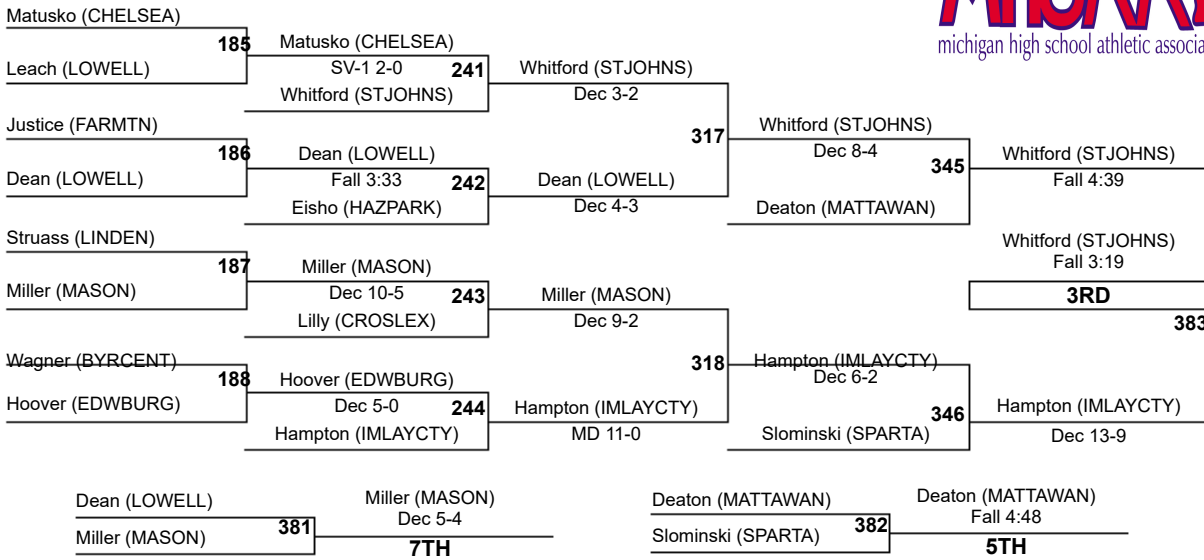 Matusko (CHELSEA)
185
Leach (LOWELL)
Matusko (CHELSEA)
SV-1 2-0
241
Whitford (STJOHNS)
Whitford (STJOHNS)
Dec 3-2
michigan high school athletic associa
Justice (FARMTN)
186
Dean (LOWELL)
Dean (LOWELL)
Fall 3:33
242
Eisho (HAZPARK)
Dean (LOWELL)
Dec 4-3
317
Whitford (STJOHNS)
Dec 8-4
345
Deaton (MATTAWAN)
Whitford (STJOHNS)
Fall 4:39
Struass (LINDEN)
187
Miller (MASON)
Miller (MASON)
Dec 10-5
243
Lilly (CROSLEX)
Miller (MASON)
Dec 9-2
Whitford (STJOHNS)
Fall 3:19
3RD
383
Wagner (BYRCENT)
188
Hoover (EDWBURG)
Hoover (EDWBURG)
Dec 5-0
244
Hampton (IMLAYCTY)
Hampton (IMLAYCTY)
MD 11-0
318
Hampton (IMLAYCTY)
Dec 6-2
346
Slominski (SPARTA)
Hampton (IMLAYCTY)
Dec 13-9
Dean (LOWELL)
381
Miller (MASON)
Miller (MASON)
Dec 5-4
7TH
Deaton (MATTAWAN)
382
Slominski (SPARTA)
Deaton (MATTAWAN)
Fall 4:48
5TH